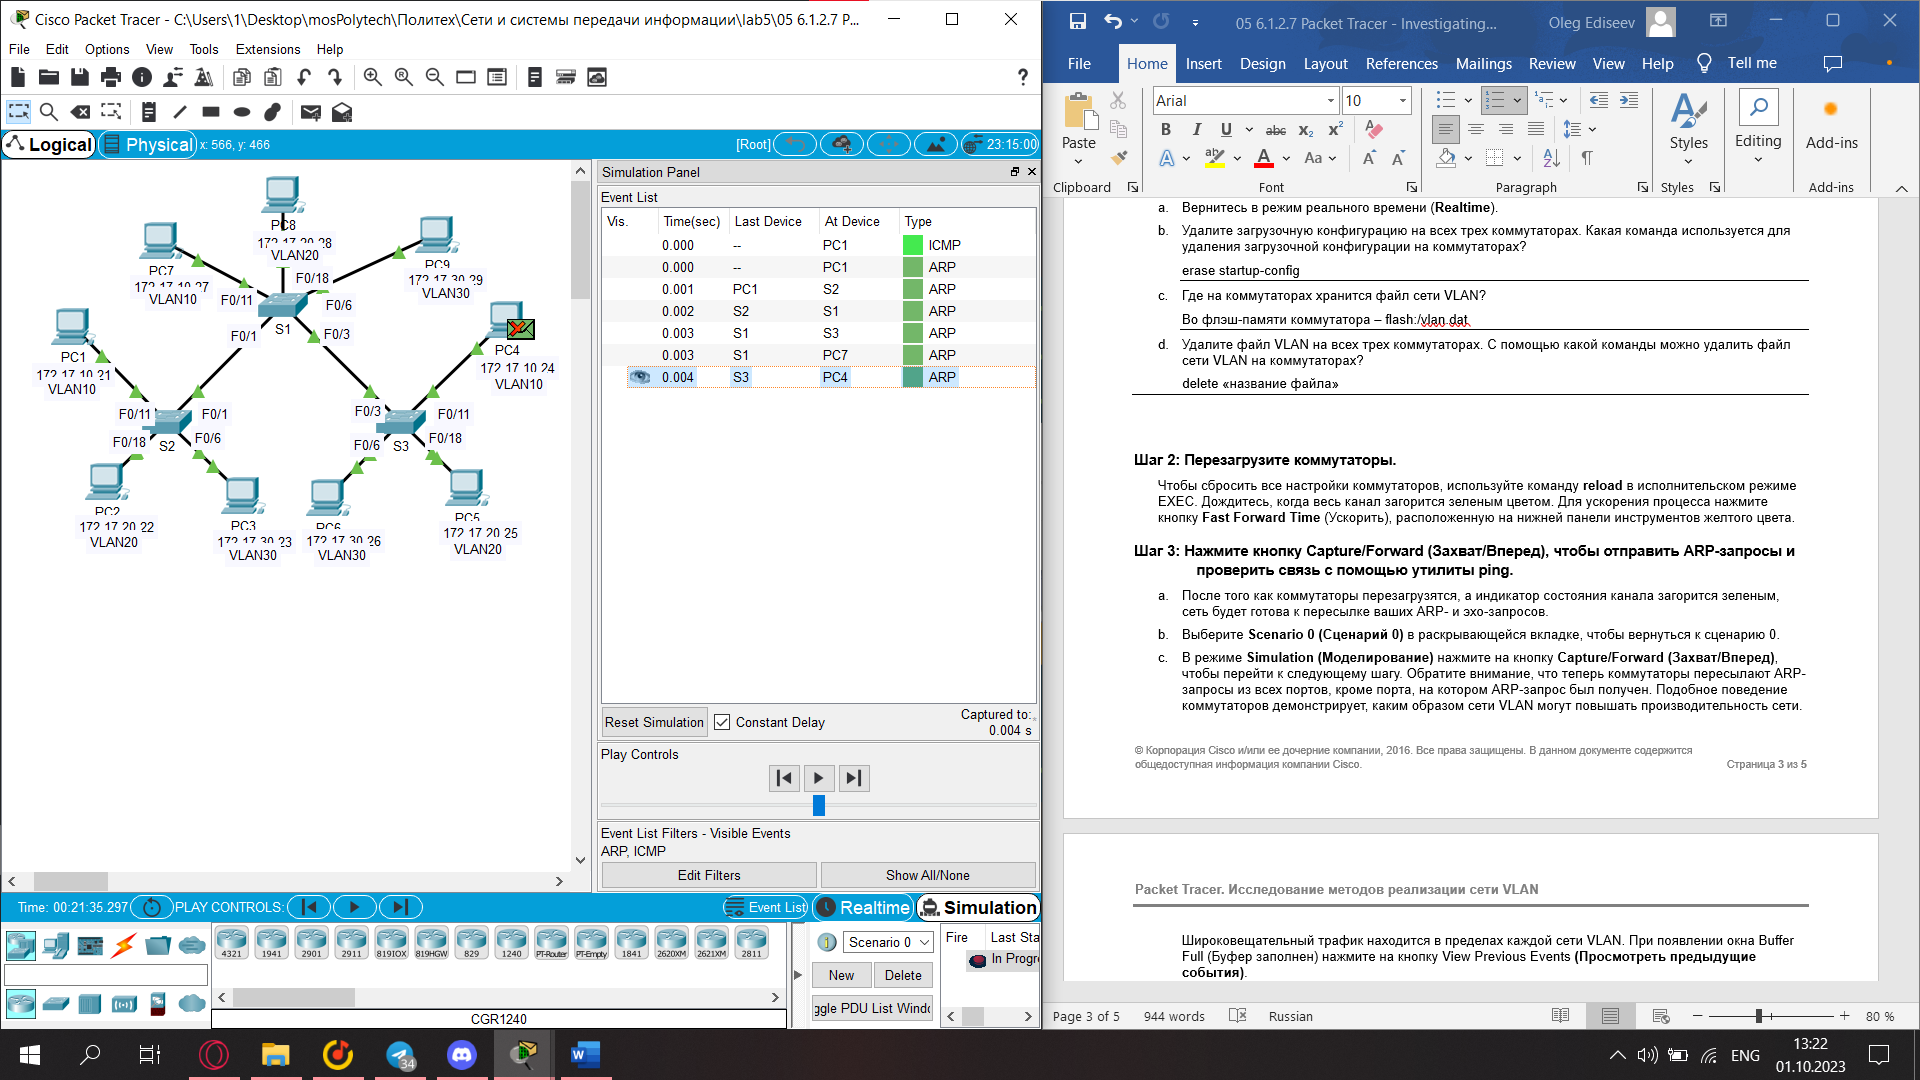 Cisco Packet Tracer - C:\Users\1\Desktop\mosPolytech\Политех\Сети и системы передачи информации\lab5\05 6.1.2.7 P...
File Edit Options View Tools Extensions Help
Logical Physical x: 566, y: 466 [Root] 23:15:00
PC8
172.17.20.28
VLAN20
PC7
172.17.10.27
VLAN10
PC9
172.17.30.29
VLAN30
F0/18
F0/11
F0/6
S1
F0/1
F0/3
PC1
172.17.10.21
VLAN10
PC4
172.17.10.24
VLAN10
F0/11 F0/1
F0/18 F0/6
S2
F0/3 F0/11
F0/6 F0/18
S3
PC2
172.17.20.22
VLAN20
PC3
172.17.30.23
VLAN30
PC6
172.17.30.26
VLAN30
PC5
172.17.20.25
VLAN20
Simulation Panel
Event List
Vis. Time(sec) Last Device At Device Type
0.000 -- PC1 ICMP
0.000 -- PC1 ARP
0.001 PC1 S2 ARP
0.002 S2 S1 ARP
0.003 S1 S3 ARP
0.003 S1 PC7 ARP
0.004 S3 PC4 ARP
Reset Simulation Constant Delay Captured to:
0.004 s
Play Controls
Event List Filters - Visible Events
ARP, ICMP
Edit Filters Show All/None
Time: 00:21:35.297 PLAY CONTROLS: Event List Realtime Simulation
4321 1941 2901 2911 819IOX 819HGW 829 1240 PT-Router PT-Empty 1841 2620XM 2621XM 2811
CGR1240
Scenario 0
New Delete
ggle PDU List Windo
Fire Last Sta
In Progr
05 6.1.2.7 Packet Tracer - Investigating... Oleg Ediseev
File Home Insert Design Layout References Mailings Review View Help Tell me
Paste
Arial 10
Styles Editing Add-ins
Clipboard Font Paragraph Styles Add-ins
a. Вернитесь в режим реального времени (Realtime).
b. Удалите загрузочную конфигурацию на всех трех коммутаторах. Какая команда используется для
удаления загрузочной конфигурации на коммутаторах?
erase startup-config
c. Где на коммутаторах хранится файл сети VLAN?
Во флэш-памяти коммутатора – flash:/vlan.dat
d. Удалите файл VLAN на всех трех коммутаторах. С помощью какой команды можно удалить файл
сети VLAN на коммутаторах?
delete «название файла»
Шаг 2: Перезагрузите коммутаторы.
Чтобы сбросить все настройки коммутаторов, используйте команду reload в исполнительском режиме
EXEC. Дождитесь, когда весь канал загорится зеленым цветом. Для ускорения процесса нажмите
кнопку Fast Forward Time (Ускорить), расположенную на нижней панели инструментов желтого цвета.
Шаг 3: Нажмите кнопку Capture/Forward (Захват/Вперед), чтобы отправить ARP-запросы и
проверить связь с помощью утилиты ping.
a. После того как коммутаторы перезагрузятся, а индикатор состояния канала загорится зеленым,
сеть будет готова к пересылке ваших ARP- и эхо-запросов.
b. Выберите Scenario 0 (Сценарий 0) в раскрывающейся вкладке, чтобы вернуться к сценарию 0.
c. В режиме Simulation (Моделирование) нажмите на кнопку Capture/Forward (Захват/Вперед),
чтобы перейти к следующему шагу. Обратите внимание, что теперь коммутаторы пересылают ARP-
запросы из всех портов, кроме порта, на котором ARP-запрос был получен. Подобное поведение
коммутаторов демонстрирует, каким образом сети VLAN могут повышать производительность сети.
© Корпорация Cisco и/или ее дочерние компании, 2016. Все права защищены. В данном документе содержится
общедоступная информация компании Cisco. Страница 3 из 5
Packet Tracer. Исследование методов реализации сети VLAN
Широковещательный трафик находится в пределах каждой сети VLAN. При появлении окна Buffer
Full (Буфер заполнен) нажмите на кнопку View Previous Events (Просмотреть предыдущие
события).
Page 3 of 5 944 words Russian 80 %
34
ENG
13:22
01.10.2023